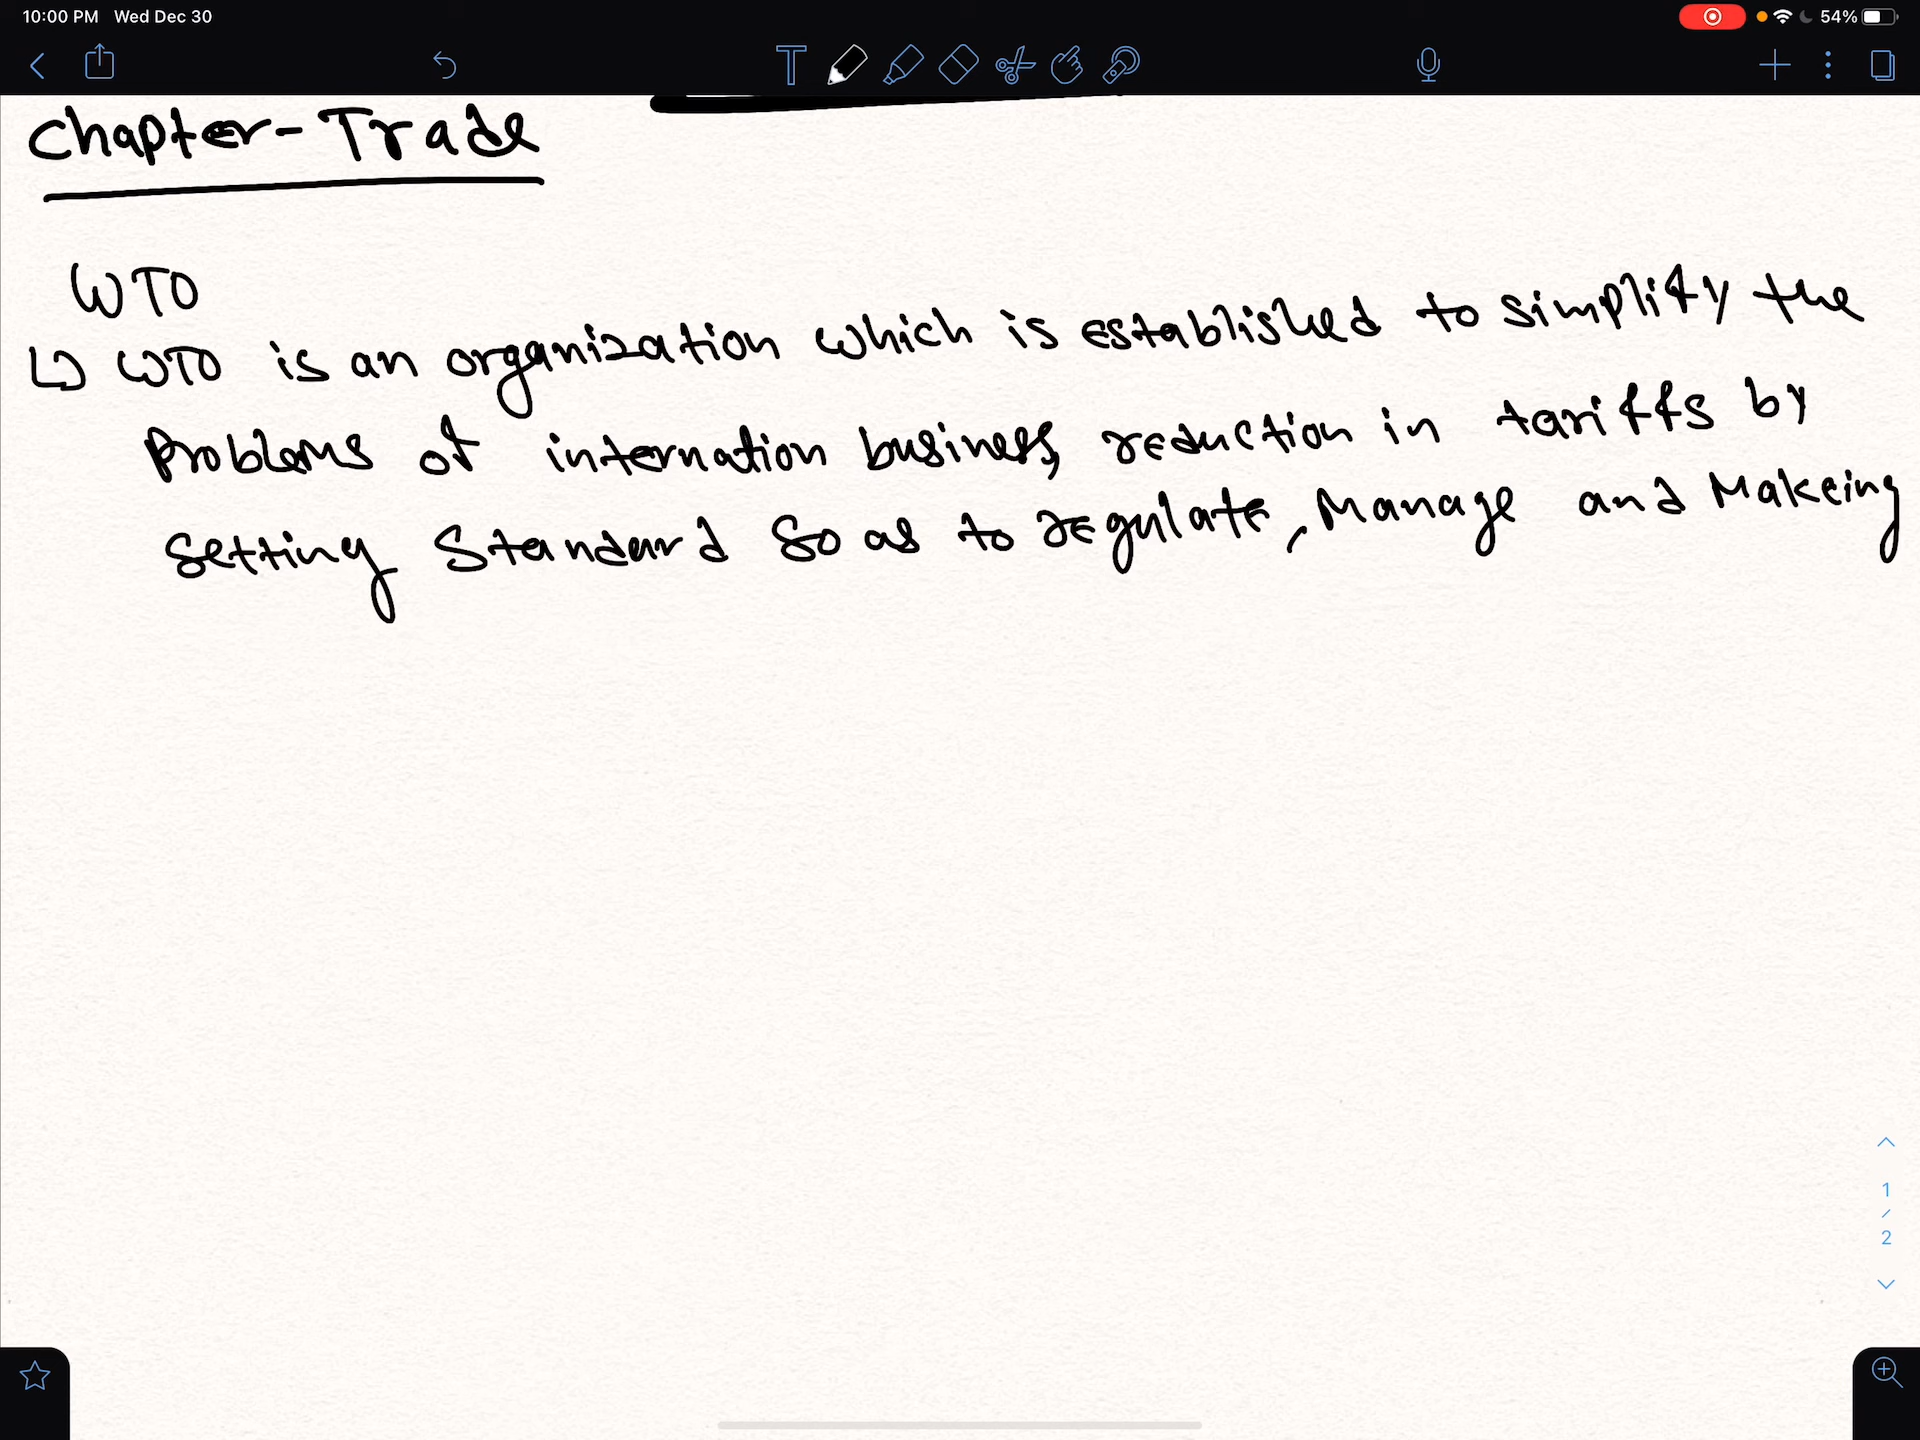 10:00 PM Wed Dec 30
54%
Chapter-Trade
WTO
↳ WTO is an organization which is established to simplify the
Problems of internation business, reduction in tariffs by
setting Standard so as to regulate, Manage and Makeing
1
/
2